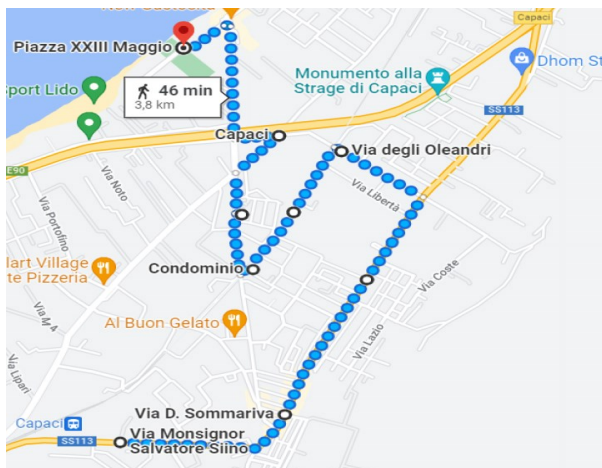 Piazza XXIII Maggio
Capaci
Dhom St
Monumento alla
Strage di Capaci
Sport Lido
46 min
3,8 km
SS113
Capaci
Via degli Oleandri
E90
Via Noto
Via Libertà
Via Portofino
lart Village
te Pizzeria
Condominio
Via Coste
Via M4
Al Buon Gelato
Via Lazio
Via Lipari
Via D. Sommariva
Capaci
SS113
Via Monsignor
Salvatore Siino